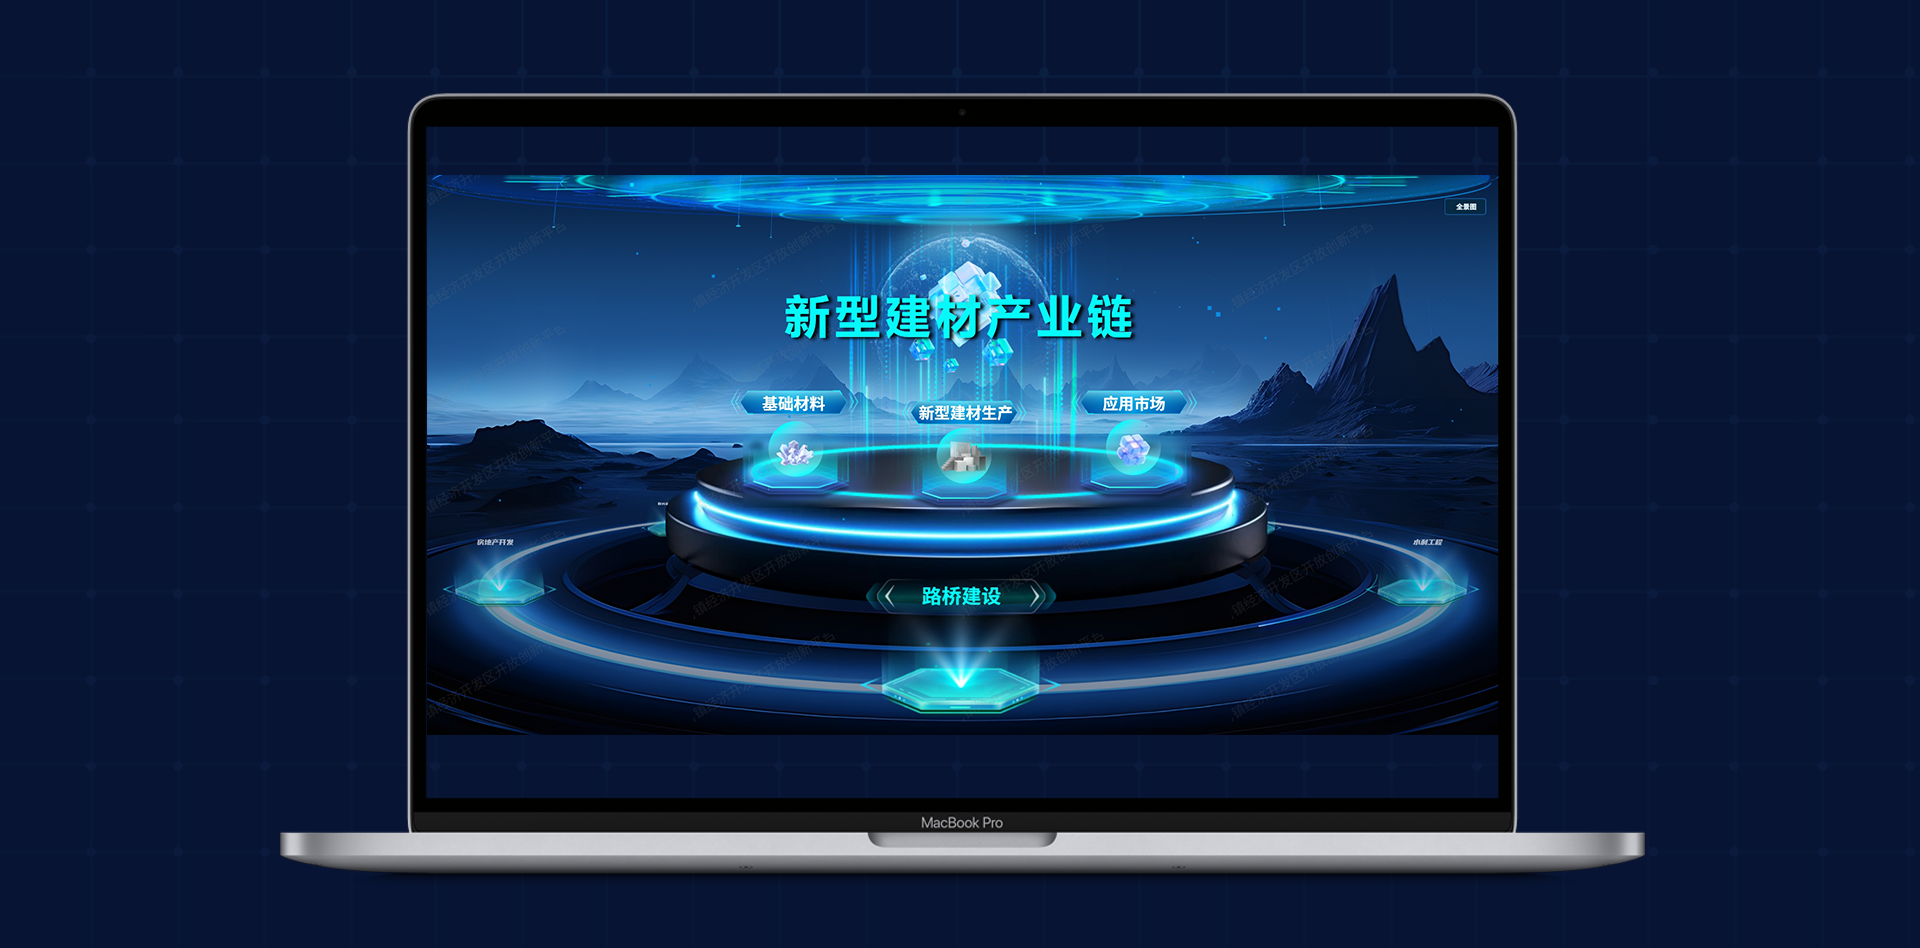 全景图
新型建材产业链
基础材料
新型建材生产
应用市场
房地产开发
水利工程
路桥建设
MacBook Pro